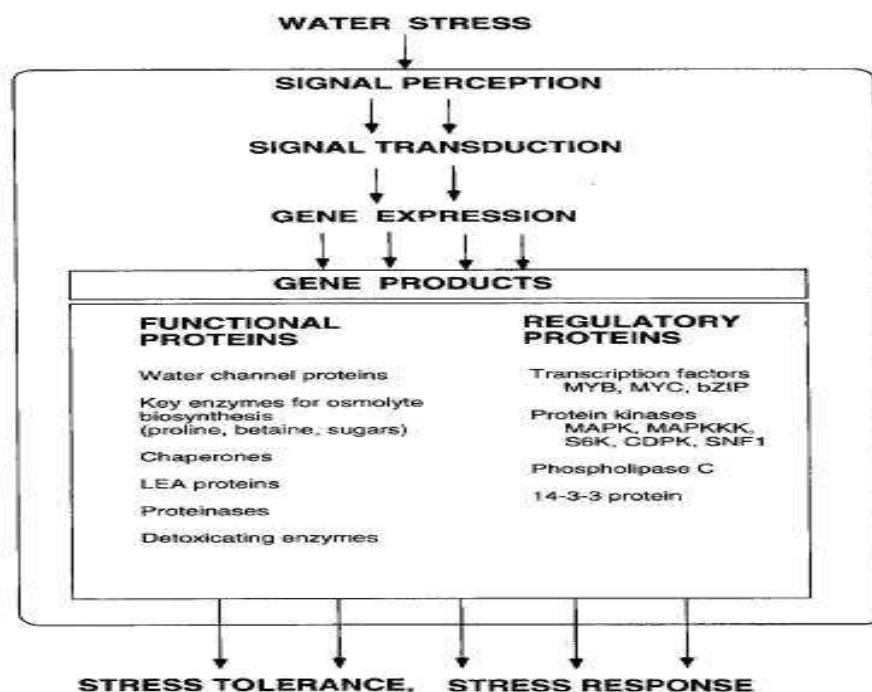 WATER STRESS
SIGNAL PERCEPTION
SIGNAL TRANSDUCTION
GENE EXPRESSION
GENE PRODUCTS
FUNCTIONAL
PROTEINS
Water channel proteins
Key enzymes for osmolyte
biosynthesis
(proline, betaine, sugars)
Chaperones
LEA proteins
Proteinases
Detoxicating enzymes
REGULATORY
PROTEINS
Transcription factors
MYB, MYC, bZIP
Protein kinases
MAPK, MAPKKK,
S6K, CDPK, SNF1
Phospholipase C
14-3-3 protein
STRESS TOLERANCE, STRESS RESPONSE